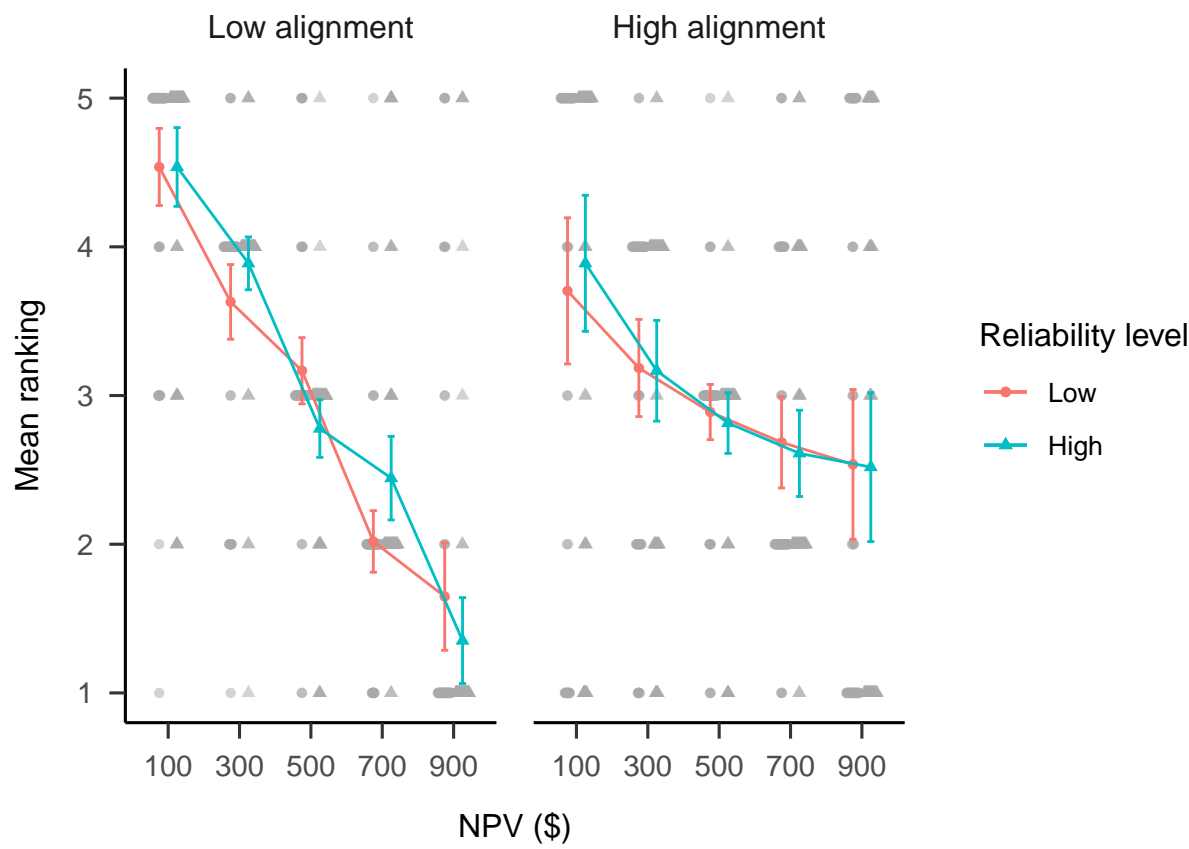 Low alignment
High alignment
5
4
3
2
1
Mean ranking
100 300 500 700 900
100 300 500 700 900
NPV ($)
Reliability level
Low
High